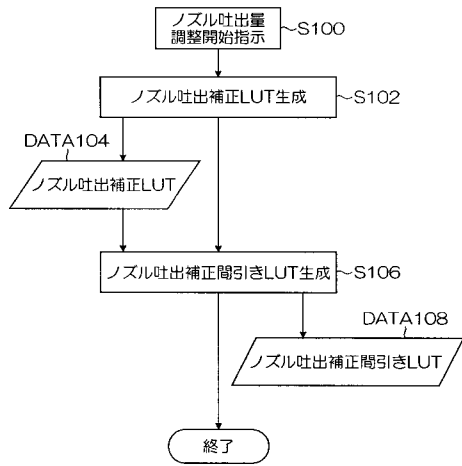 ノズル吐出量
調整開始指示
S100
ノズル吐出補正LUT生成
S102
DATA104
ノズル吐出補正LUT
ノズル吐出補正間引きLUT生成
S106
DATA108
ノズル吐出補正間引きLUT
終了